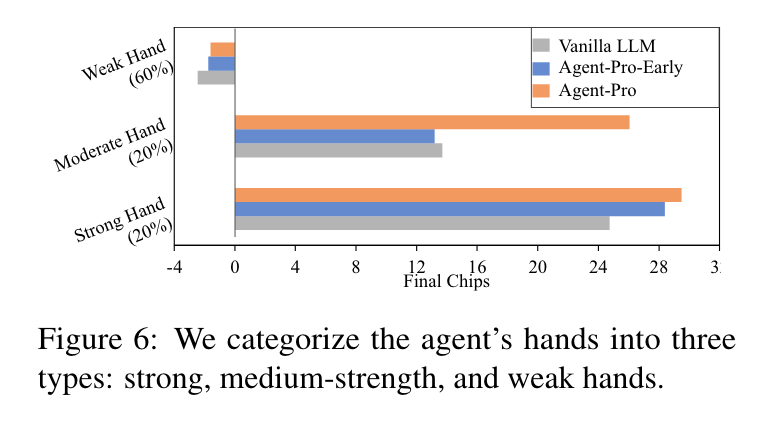 Weak Hand
(60%)
Moderate Hand
(20%)
Strong Hand
(20%)
Vanilla LLM
Agent-Pro-Early
Agent-Pro
-4 0 4 8 12 16 20 24 28
Final Chips
Figure 6: We categorize the agent's hands into three
types: strong, medium-strength, and weak hands.